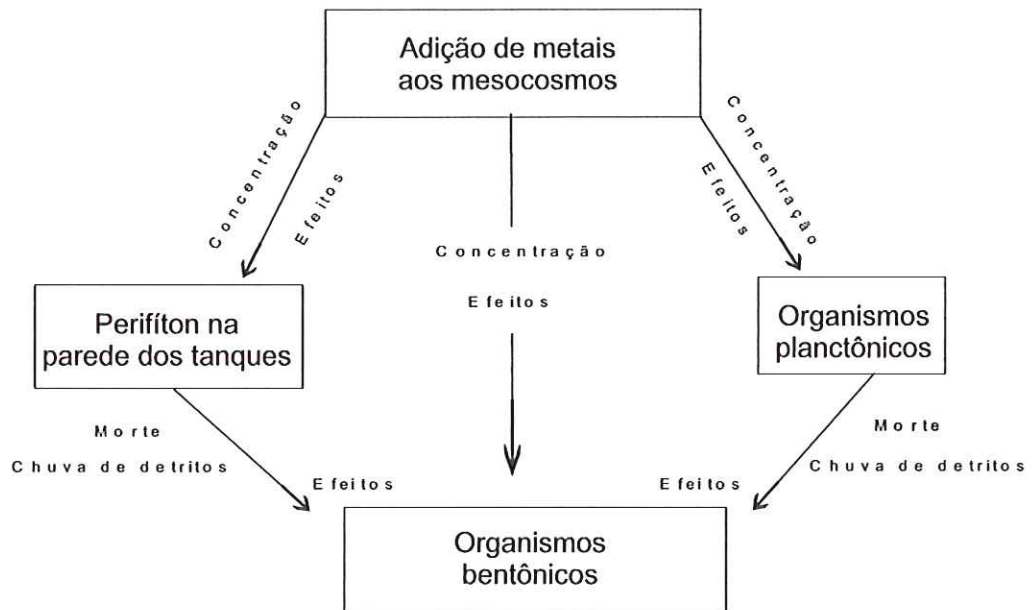 Adição de metais
aos mesocosmos
Concentração
Efeitos
Concentração
Efeitos
Concentração
Efeitos
Perifíton na
parede dos tanques
Organismos
planctônicos
Morte
Chuva de detritos
Efeitos
Morte
Chuva de detritos
Efeitos
Organismos
bentônicos